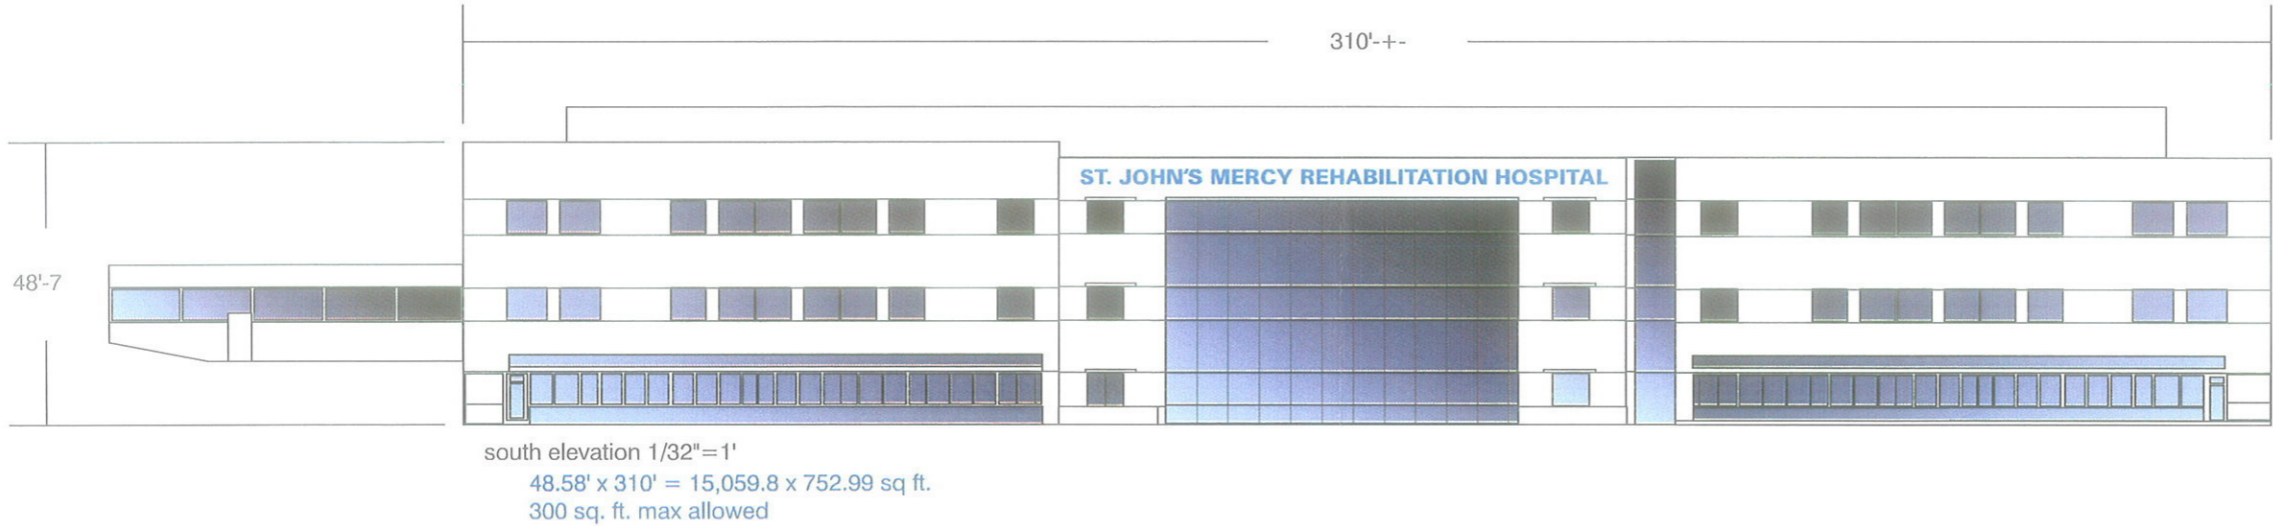 310'-+-
ST. JOHN'S MERCY REHABILITATION HOSPITAL
48'-7
south elevation 1/32"=1'
48.58' x 310' = 15,059.8 x 752.99 sq ft.
300 sq. ft. max allowed